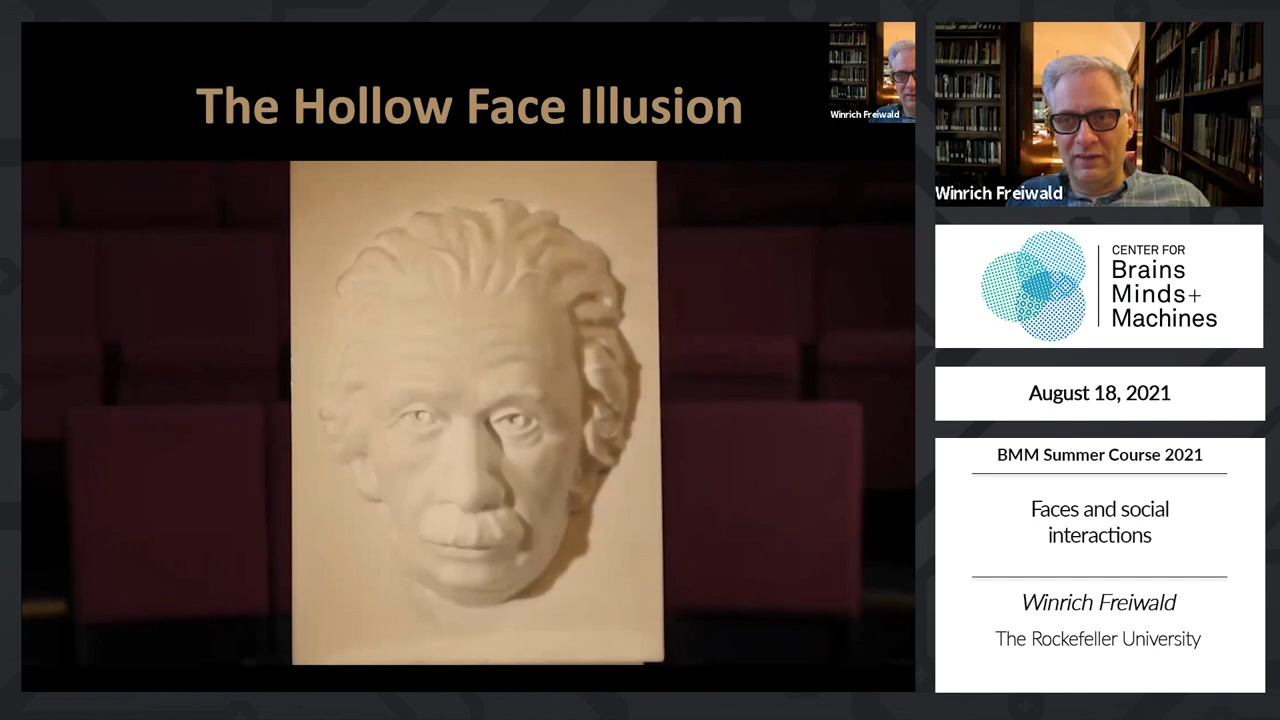 The Hollow Face Illusion
Winrich Freiwald
Winrich Freiwald
CENTER FOR
Brains
Minds+
Machines
August 18, 2021
BMM Summer Course 2021
Faces and social
interactions
Winrich Freiwald
The Rockefeller University